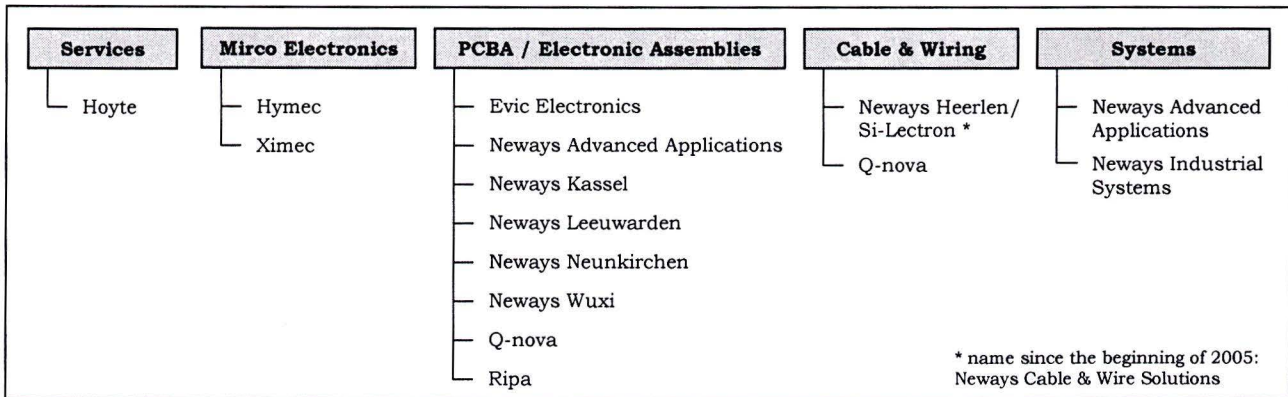 Services
Hoyte
Mirco Electronics
Hymec
Ximec
PCBA / Electronic Assemblies
Evic Electronics
Neways Advanced Applications
Neways Kassel
Neways Leeuwarden
Neways Neunkirchen
Neways Wuxi
Q-nova
Ripa
Cable & Wiring
Neways Heerlen/
Si-Lectron *
Q-nova
Systems
Neways Advanced
Applications
Neways Industrial
Systems
* name since the beginning of 2005:
Neways Cable & Wire Solutions